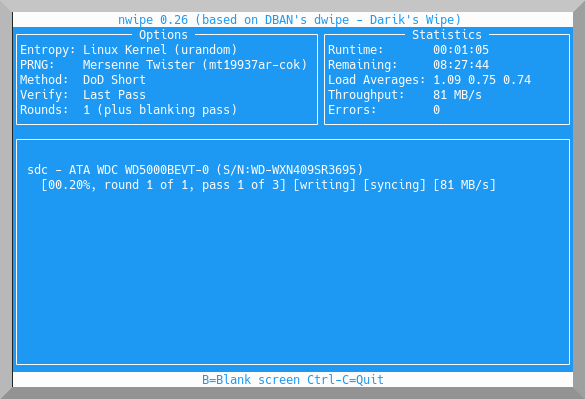 nwipe 0.26 (based on DBAN's dwipe - Darik's Wipe)
Options
Entropy: Linux Kernel (urandom)
PRNG: Mersenne Twister (mt19937ar-cok)
Method: DoD Short
Verify: Last Pass
Rounds: 1 (plus blanking pass)
Statistics
Runtime: 00:01:05
Remaining: 08:27:44
Load Averages: 1.09 0.75 0.74
Throughput: 81 MB/s
Errors: 0
sdc - ATA WDC WD5000BEVT-0 (S/N:WD-WXN409SR3695)
[00.20%, round 1 of 1, pass 1 of 3] [writing] [syncing] [81 MB/s]
B=Blank screen Ctrl-C=Quit